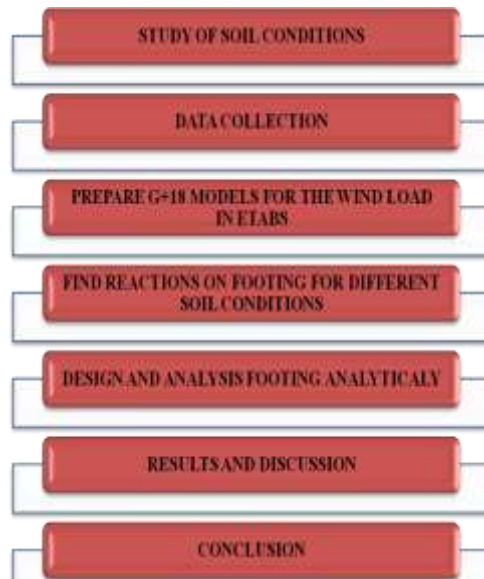 STUDY OF SOIL CONDITIONS
DATA COLLECTION
PREPARE G+18 MODELS FOR THE WIND LOAD
IN ETABS
FIND REACTIONS ON FOOTING FOR DIFFERENT
SOIL CONDITIONS
DESIGN AND ANALYSIS FOOTING ANALYTICALY
RESULTS AND DISCUSSION
CONCLUSION